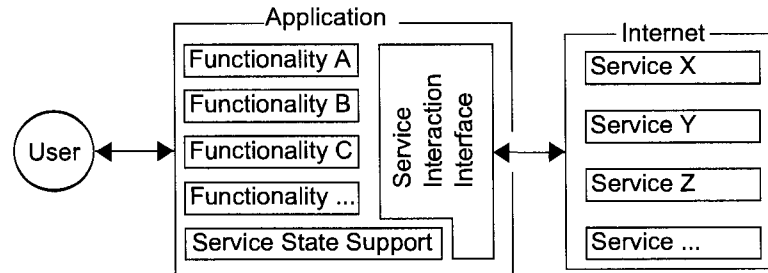 Application
Internet
User
Functionality A
Functionality B
Functionality C
Functionality ...
Service State Support
Service
Interaction
Interface
Service X
Service Y
Service Z
Service ...